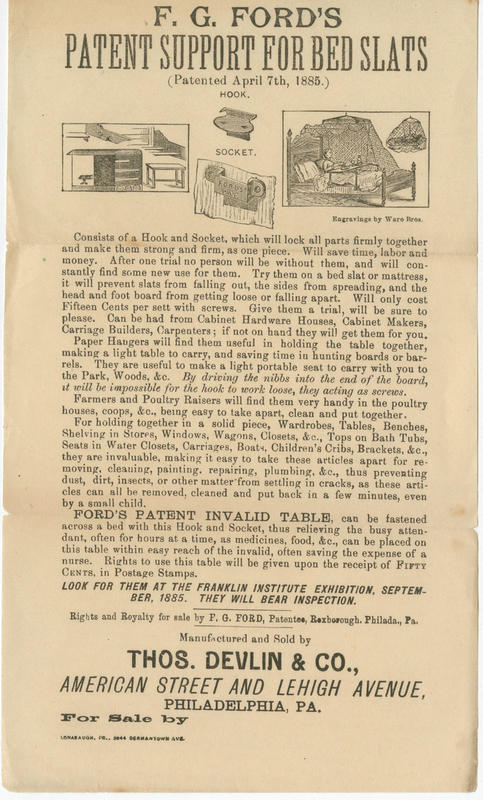 F. G. FORD'S
PATENT SUPPORT FOR BED SLATS
(Patented April 7th, 1885.)
HOOK.
SOCKET.
FORD'S
Engravings by Ware Bros.
Consists of a Hook and Socket, which will lock all parts firmly together
and make them strong and firm, as one piece. Will save time, labor and
money. After one trial no person will be without them, and will con-
stantly find some new use for them. Try them on a bed slat or mattress,
it will prevent slats from falling out, the sides from spreading, and the
head and foot board from getting loose or falling apart. Will only cost
Fifteen Cents per sett with screws. Give them a trial, will be sure to
please. Can be had from Cabinet Hardware Houses, Cabinet Makers,
Carriage Builders, Carpenters; if not on hand they will get them for you.
Paper Hangers will find them useful in holding the table together,
making a light table to carry, and saving time in hunting boards or bar-
rels. They are useful to make a light portable seat to carry with you to
the Park, Woods, &c. By driving the nibbs into the end of the board,
it will be impossible for the hook to work loose, they acting as screws.
Farmers and Poultry Raisers will find them very handy in the poultry
houses, coops, &c., being easy to take apart, clean and put together.
For holding together in a solid piece, Wardrobes, Tables, Benches,
Shelving in Stores, Windows, Wagons, Closets, &c., Tops on Bath Tubs,
Seats in Water Closets, Carriages, Boats, Children's Cribs, Brackets, &c.,
they are invaluable, making it easy to take these articles apart for re-
moving, cleaning, painting, repairing, plumbing, &c., thus preventing
dust, dirt, insects, or other matter from settling in cracks, as these arti-
cles can all be removed, cleaned and put back in a few minutes, even
by a small child.
FORD'S PATENT INVALID TABLE, can be fastened
across a bed with this Hook and Socket, thus relieving the busy atten-
dant, often for hours at a time, as medicines, food, &c., can be placed on
this table within easy reach of the invalid, often saving the expense of a
nurse. Rights to use this table will be given upon the receipt of FIFTY
CENTS, in Postage Stamps.
LOOK FOR THEM AT THE FRANKLIN INSTITUTE EXHIBITION, SEPTEM-
BER, 1885. THEY WILL BEAR INSPECTION.
Rights and Royalty for sale by F. G. FORD, Patentee, Roxborough. Philada., Pa.
Manufactured and Sold by
THOS. DEVLIN & CO.,
AMERICAN STREET AND LEHIGH AVENUE,
PHILADELPHIA, PA.
For Sale by
LONABAUGH, PR., 3944 GERMANTOWN AVE.